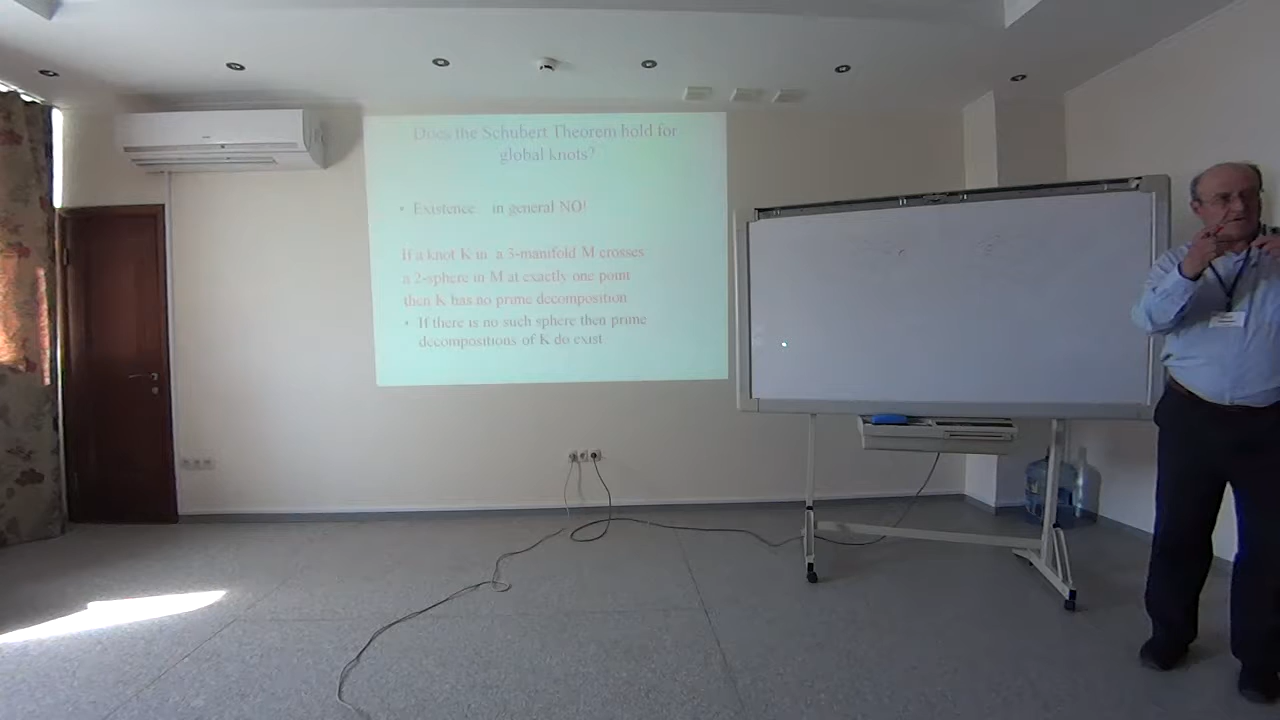 Does the Schubert Theorem hold for
global knots?
• Existence in general NO!
If a knot K in a 3-manifold M crosses
a 2-sphere in M at exactly one point
then K has no prime decomposition
• If there is no such sphere then prime
decompositions of K do exist